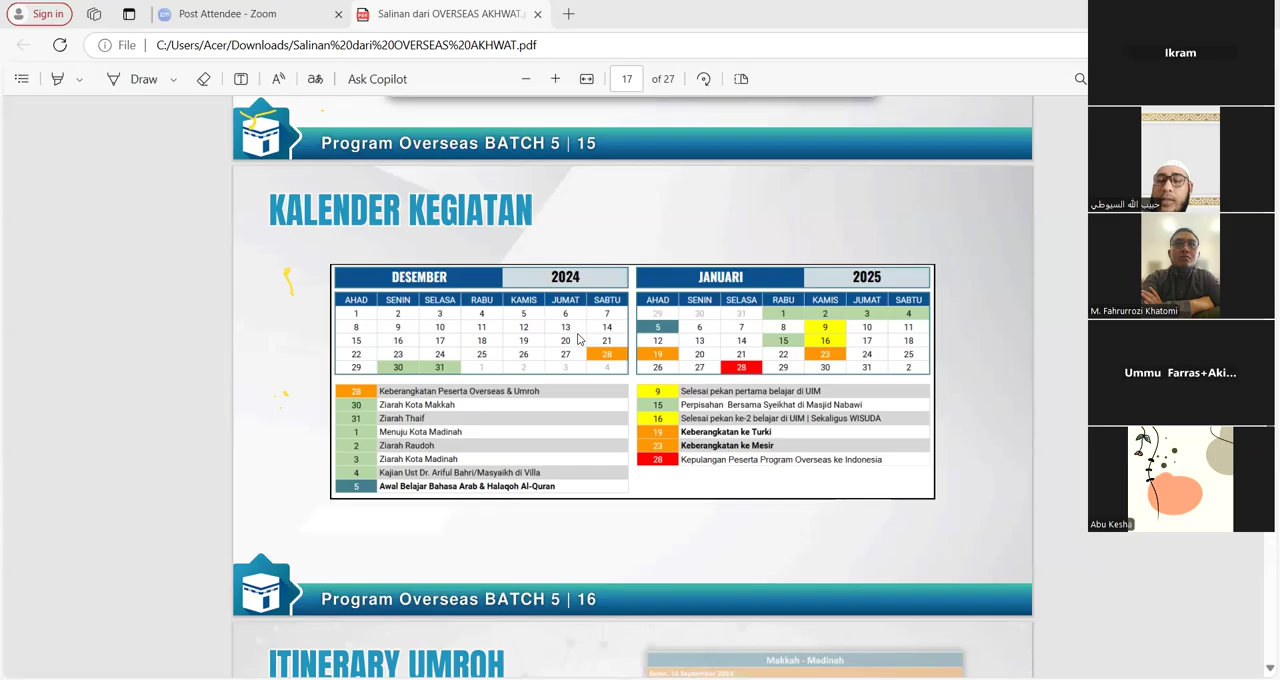 Sign in
Post Attendee - Zoom
Salinan dari OVERSEAS AKHWAT.
File
C:/Users/Acer/Downloads/Salinan%20dari%20OVERSEAS%20AKHWAT.pdf
Draw
Ask Copilot
17 of 27
Program Overseas BATCH 5 | 15
KALENDER KEGIATAN
DESEMBER 2024
AHAD SENIN SELASA RABU KAMIS JUMAT SABTU
1 2 3 4 5 6 7
8 9 10 11 12 13 14
15 16 17 18 19 20 21
22 23 24 25 26 27 28
29 30 31 1 2 3 4
28 Keberangkatan Peserta Overseas & Umroh
30 Ziarah Kota Makkah
31 Ziarah Thaif
1 Menuju Kota Madinah
2 Ziarah Raudoh
3 Ziarah Kota Madinah
4 Kajian Ust Dr. Ariful Bahri/Masyaikh di Villa
5 Awal Belajar Bahasa Arab & Halaqoh Al-Quran
JANUARI 2025
AHAD SENIN SELASA RABU KAMIS JUMAT SABTU
29 30 31 1 2 3 4
5 6 7 8 9 10 11
12 13 14 15 16 17 18
19 20 21 22 23 24 25
26 27 28 29 30 31 2
9 Selesai pekan pertama belajar di UIM
15 Perpisahan Bersama Syeikhat di Masjid Nabawi
16 Selesai pekan ke-2 belajar di UIM | Sekaligus WISUDA
19 Keberangkatan ke Turki
23 Keberangkatan ke Mesir
28 Kepulangan Peserta Program Overseas ke Indonesia
Program Overseas BATCH 5 | 16
ITINERARY UMROH
Makkah - Madinah
Ikram
حبيب الله السيوطي
M. Fahrurrozi Khatomi
Ummu Farras+Aki...
Abu Kesha